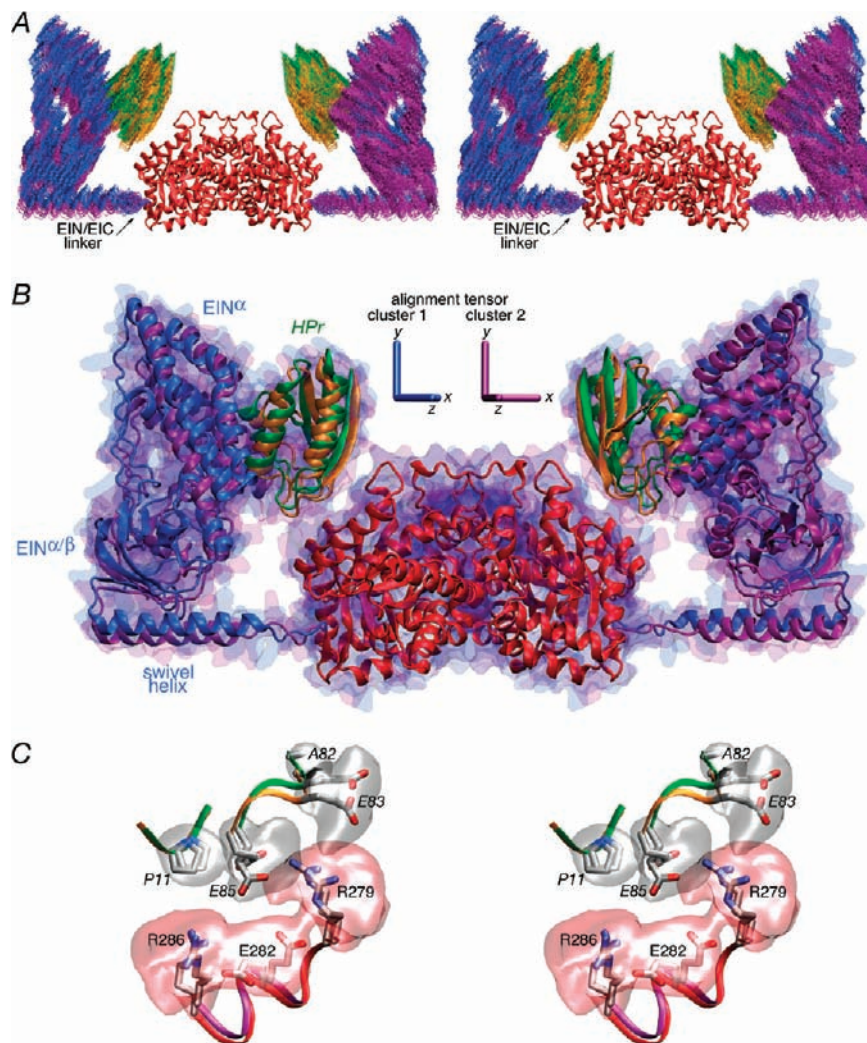 A
EIN/EIC
linker
EIN/EIC
linker
B
EINα
HPr
alignment tensor
cluster 1 cluster 2
y y
x x
z z
EINα/β
swivel
helix
C
A82 A82
E83 E83
P11 P11
E85 E85
R279 R279
R286 R286
E282 E282